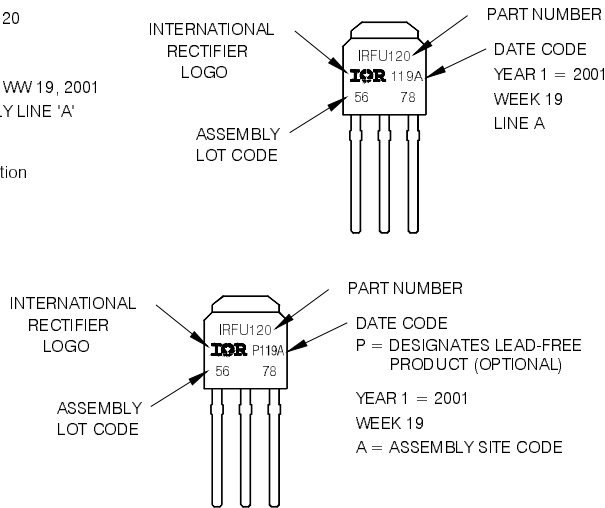 20
WW 19, 2001
LY LINE 'A'
tion
INTERNATIONAL
RECTIFIER
LOGO
ASSEMBLY
LOT CODE
IRFU120
IOR 119A
56 78
PART NUMBER
DATE CODE
YEAR 1 = 2001
WEEK 19
LINE A
INTERNATIONAL
RECTIFIER
LOGO
ASSEMBLY
LOT CODE
IRFU120
IOR P119A
56 78
PART NUMBER
DATE CODE
P = DESIGNATES LEAD-FREE
PRODUCT (OPTIONAL)
YEAR 1 = 2001
WEEK 19
A = ASSEMBLY SITE CODE